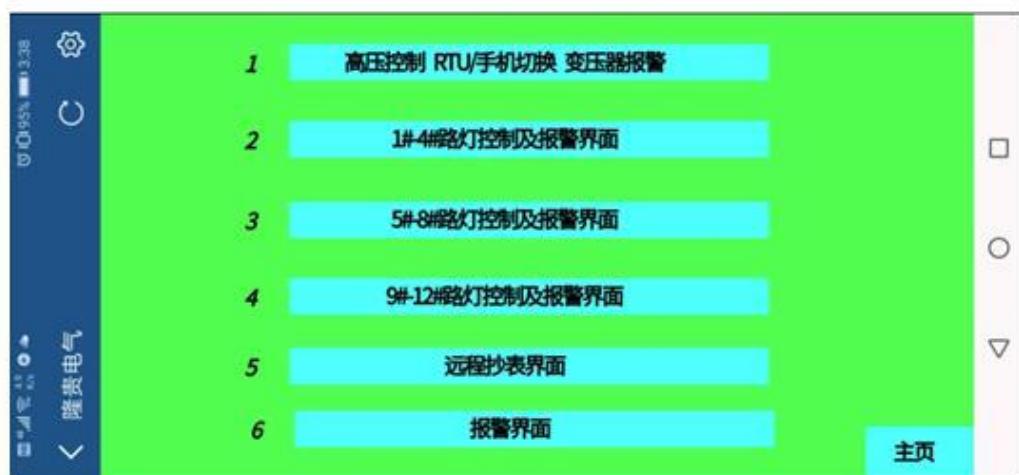 3:38
95%
隆贵电气
1 高压控制 RTU/手机切换 变压器报警
2 1#-4#路灯控制及报警界面
3 5#-8#路灯控制及报警界面
4 9#-12#路灯控制及报警界面
5 远程抄表界面
6 报警界面
主页